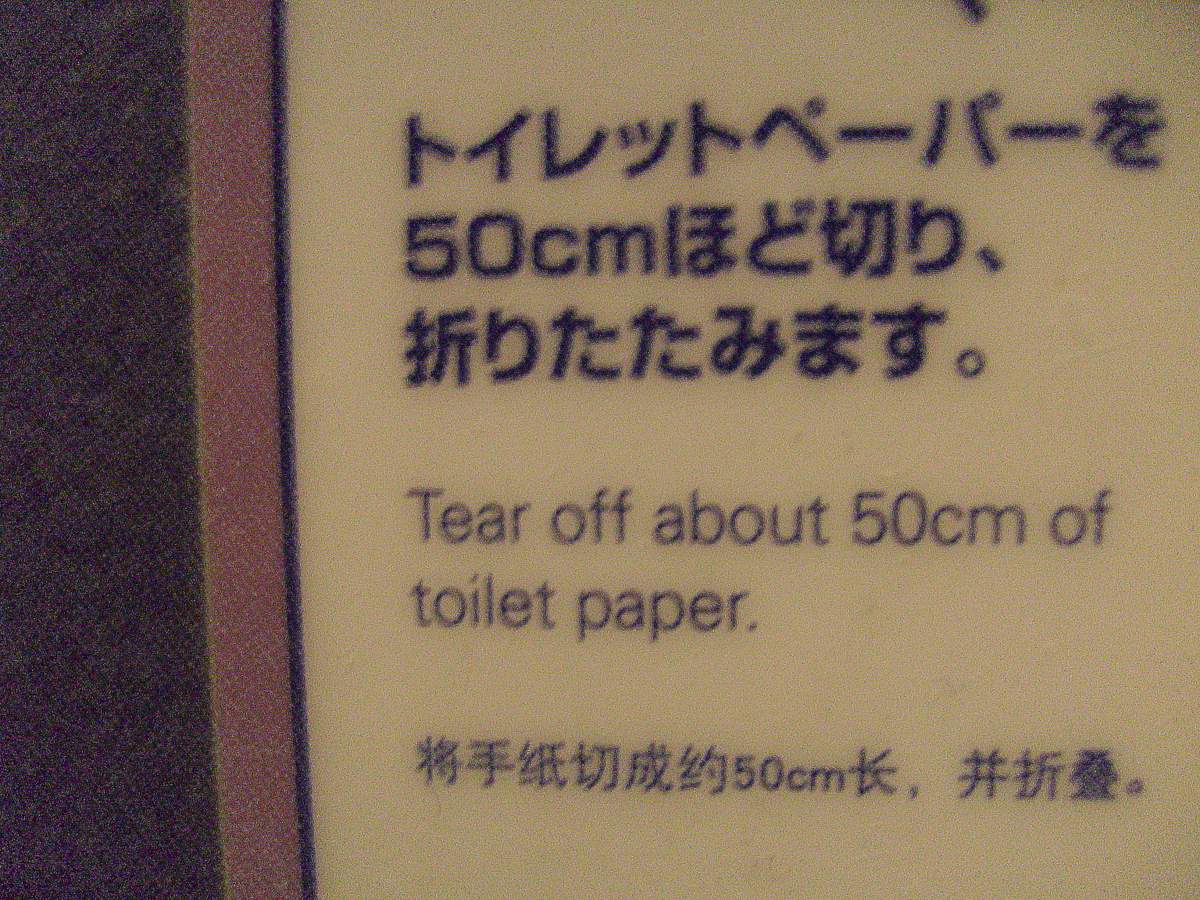 トイレットペーパーを
50cmほど切り、
折りたたみます。
Tear off about 50cm of
toilet paper.
将手纸切成约50cm长，并折叠。